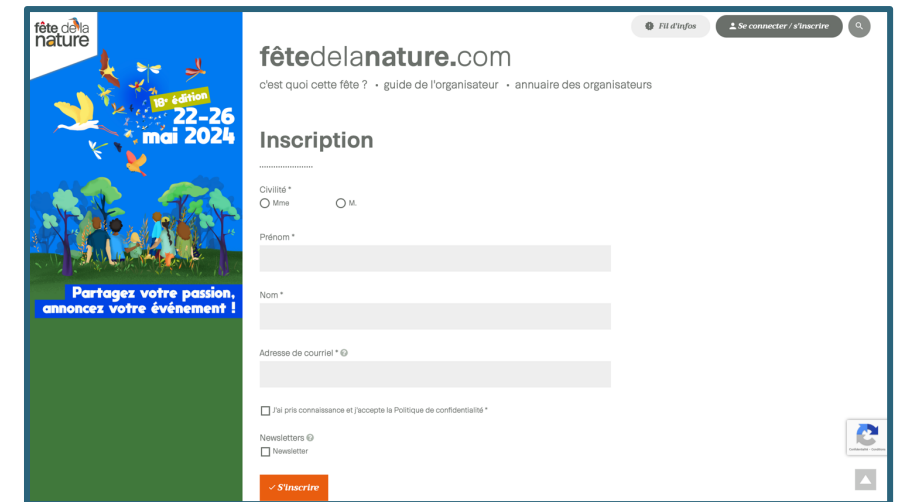 fête de la
nature
Fil d'infos
Se connecter / s'inscrire
fêtedelanature.com
c'est quoi cette fête ? • guide de l'organisateur • annuaire des organisateurs
18e édition
22-26
mai 2024
Inscription
Civilité *
Mme
M.
Prénom *
Nom *
Partagez votre passion,
annoncez votre événement !
Adresse de courriel *
J'ai pris connaissance et j'accepte la Politique de confidentialité *
Newsletters
Newsletter
S'inscrire